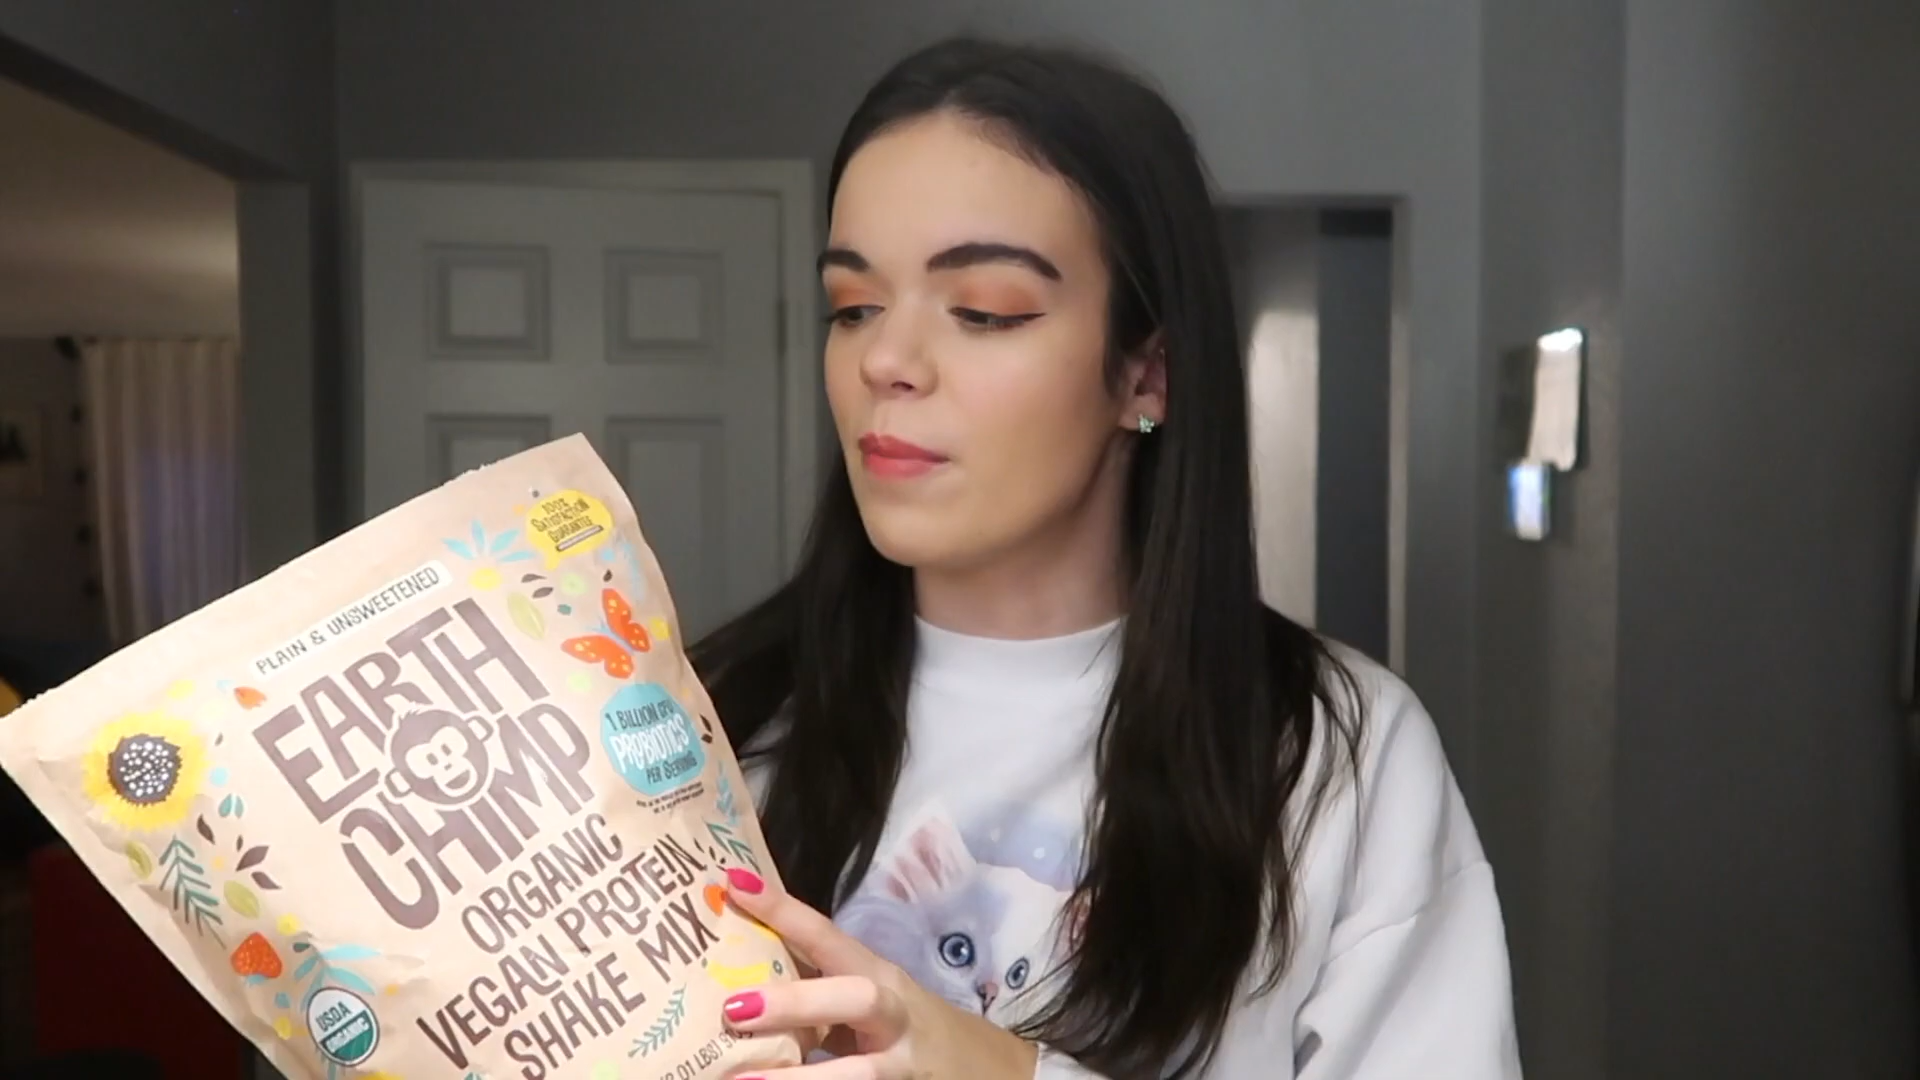 100%
SATISFACTION
GUARANTEE
PLAIN & UNSWEETENED
EARTH
CHIMP
1 BILLION CFU
PROBIOTICS
PER SERVING
ORGANIC
VEGAN PROTEIN
SHAKE MIX
USDA
ORGANIC